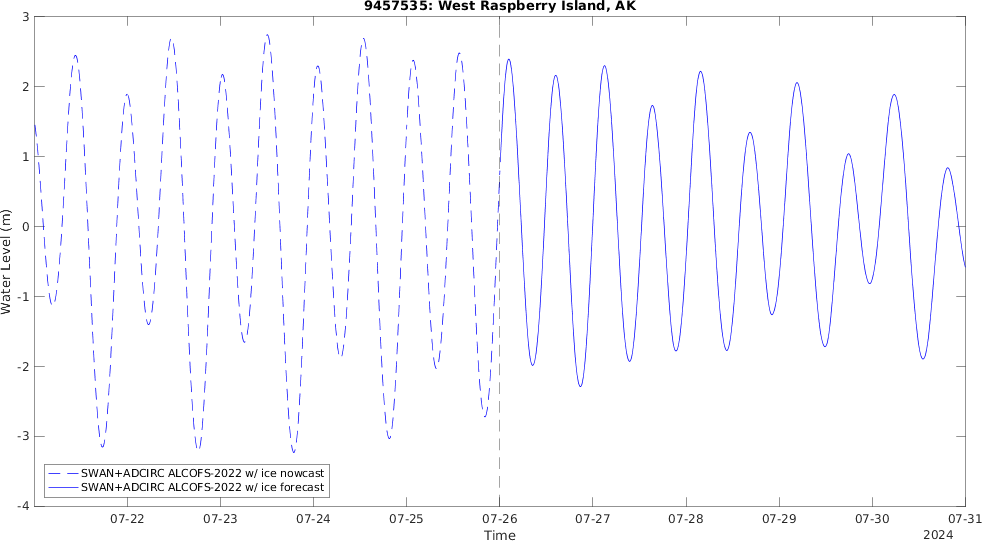 9457535: West Raspberry Island, AK
3
2
1
0
-1
-2
-3
-4
Water Level (m)
SWAN+ADCIRC ALCOFS-2022 w/ ice nowcast
SWAN+ADCIRC ALCOFS-2022 w/ ice forecast
07-22 07-23 07-24 07-25 07-26 07-27 07-28 07-29 07-30 07-31
Time
2024